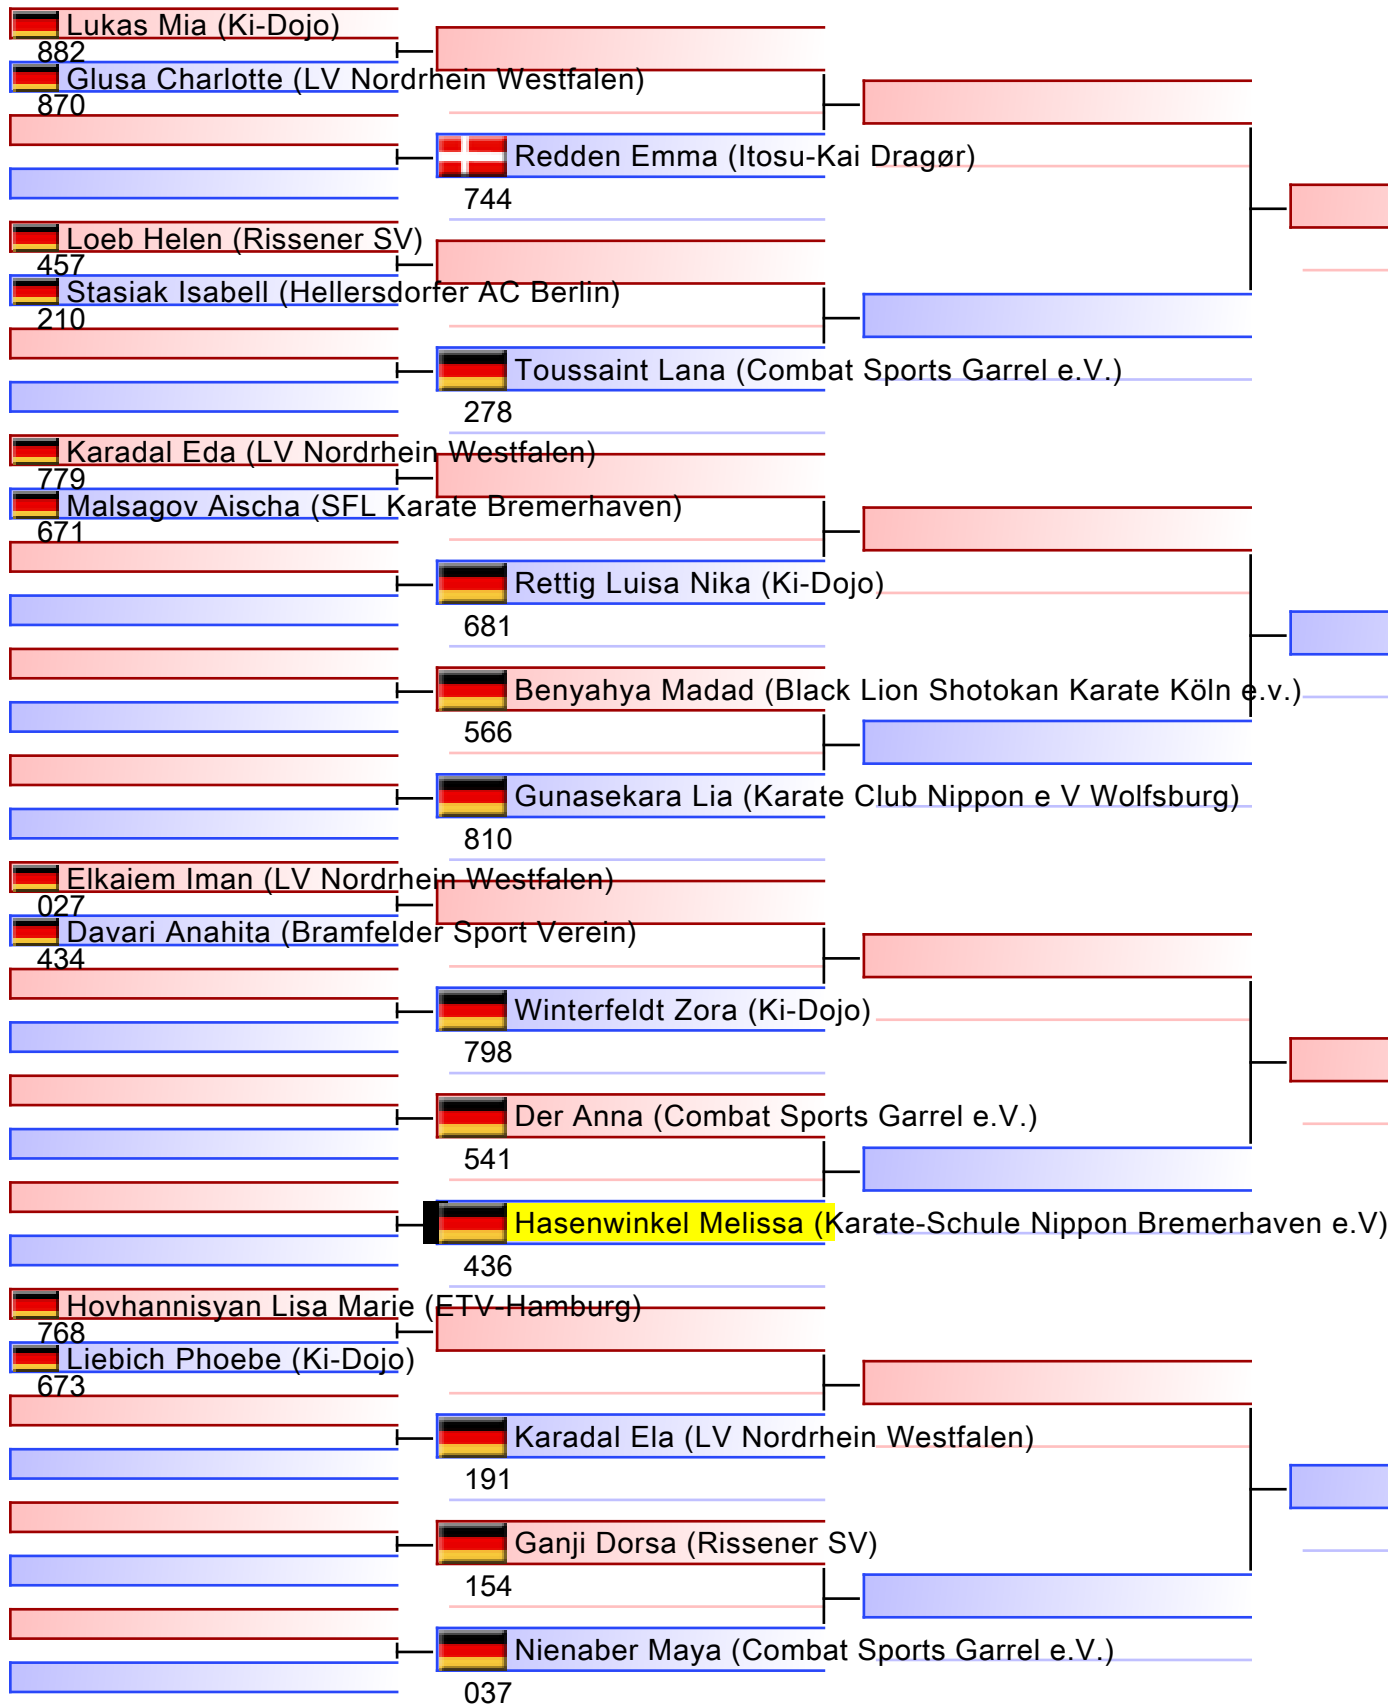 Lukas Mia (Ki-Dojo)
882
Glusa Charlotte (LV Nordrhein Westfalen)
870
Redden Emma (Itosu-Kai Dragør)
744
Loeb Helen (Rissener SV)
457
Stasiak Isabell (Hellersdorfer AC Berlin)
210
Toussaint Lana (Combat Sports Garrel e.V.)
278
Karadal Eda (LV Nordrhein Westfalen)
779
Malsagov Aischa (SFL Karate Bremerhaven)
671
Rettig Luisa Nika (Ki-Dojo)
681
Benyahya Madad (Black Lion Shotokan Karate Köln e.v.)
566
Gunasekara Lia (Karate Club Nippon e V Wolfsburg)
810
Elkaiem Iman (LV Nordrhein Westfalen)
027
Davari Anahita (Bramfelder Sport Verein)
434
Winterfeldt Zora (Ki-Dojo)
798
Der Anna (Combat Sports Garrel e.V.)
541
Hasenwinkel Melissa (Karate-Schule Nippon Bremerhaven e.V)
436
Hovhannisyan Lisa Marie (ETV-Hamburg)
768
Liebich Phoebe (Ki-Dojo)
673
Karadal Ela (LV Nordrhein Westfalen)
191
Ganji Dorsa (Rissener SV)
154
Nienaber Maya (Combat Sports Garrel e.V.)
037